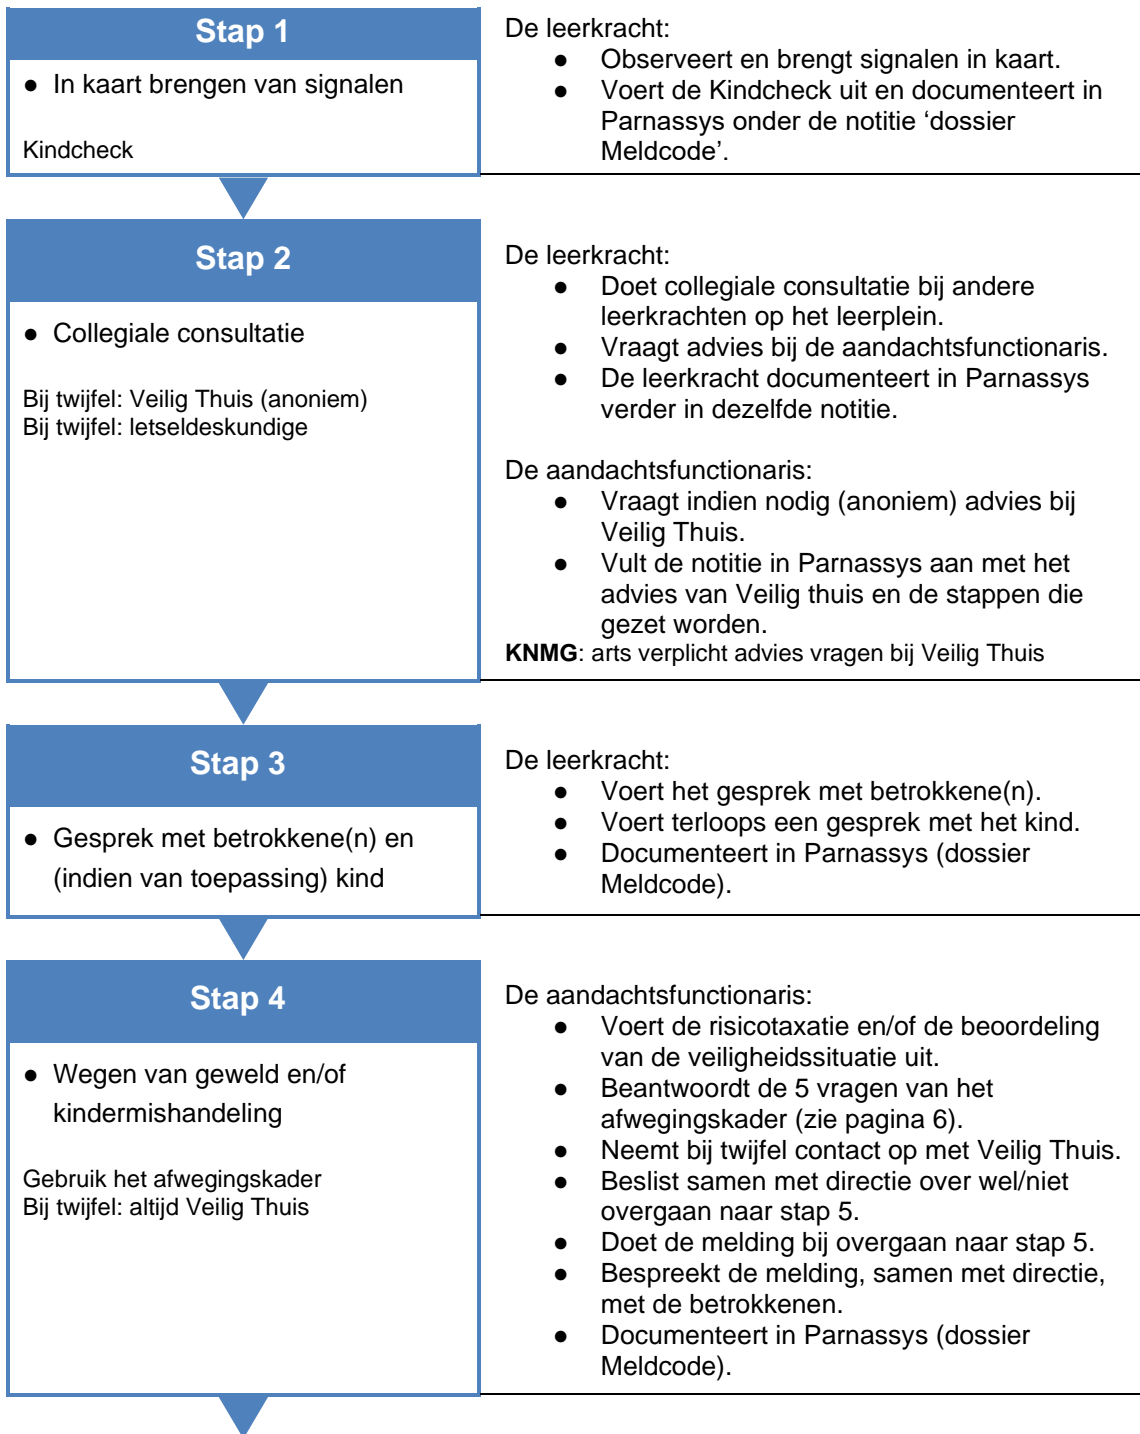 Stap 1
● In kaart brengen van signalen
Kindcheck
De leerkracht:
● Observeert en brengt signalen in kaart.
● Voert de Kindcheck uit en documenteert in
Parnassys onder de notitie ‘dossier
Meldcode’.
Stap 2
● Collegiale consultatie
Bij twijfel: Veilig Thuis (anoniem)
Bij twijfel: letseldeskundige
De leerkracht:
● Doet collegiale consultatie bij andere
leerkrachten op het leerplein.
● Vraagt advies bij de aandachtsfunctionaris.
● De leerkracht documenteert in Parnassys
verder in dezelfde notitie.
De aandachtsfunctionaris:
● Vraagt indien nodig (anoniem) advies bij
Veilig Thuis.
● Vult de notitie in Parnassys aan met het
advies van Veilig thuis en de stappen die
gezet worden.
KNMG: arts verplicht advies vragen bij Veilig Thuis
Stap 3
● Gesprek met betrokkene(n) en
(indien van toepassing) kind
De leerkracht:
● Voert het gesprek met betrokkene(n).
● Voert terloops een gesprek met het kind.
● Documenteert in Parnassys (dossier
Meldcode).
Stap 4
● Wegen van geweld en/of
kindermishandeling
Gebruik het afwegingskader
Bij twijfel: altijd Veilig Thuis
De aandachtsfunctionaris:
● Voert de risicotaxatie en/of de beoordeling
van de veiligheidssituatie uit.
● Beantwoordt de 5 vragen van het
afwegingskader (zie pagina 6).
● Neemt bij twijfel contact op met Veilig Thuis.
● Beslist samen met directie over wel/niet
overgaan naar stap 5.
● Doet de melding bij overgaan naar stap 5.
● Bespreekt de melding, samen met directie,
met de betrokkenen.
● Documenteert in Parnassys (dossier
Meldcode).